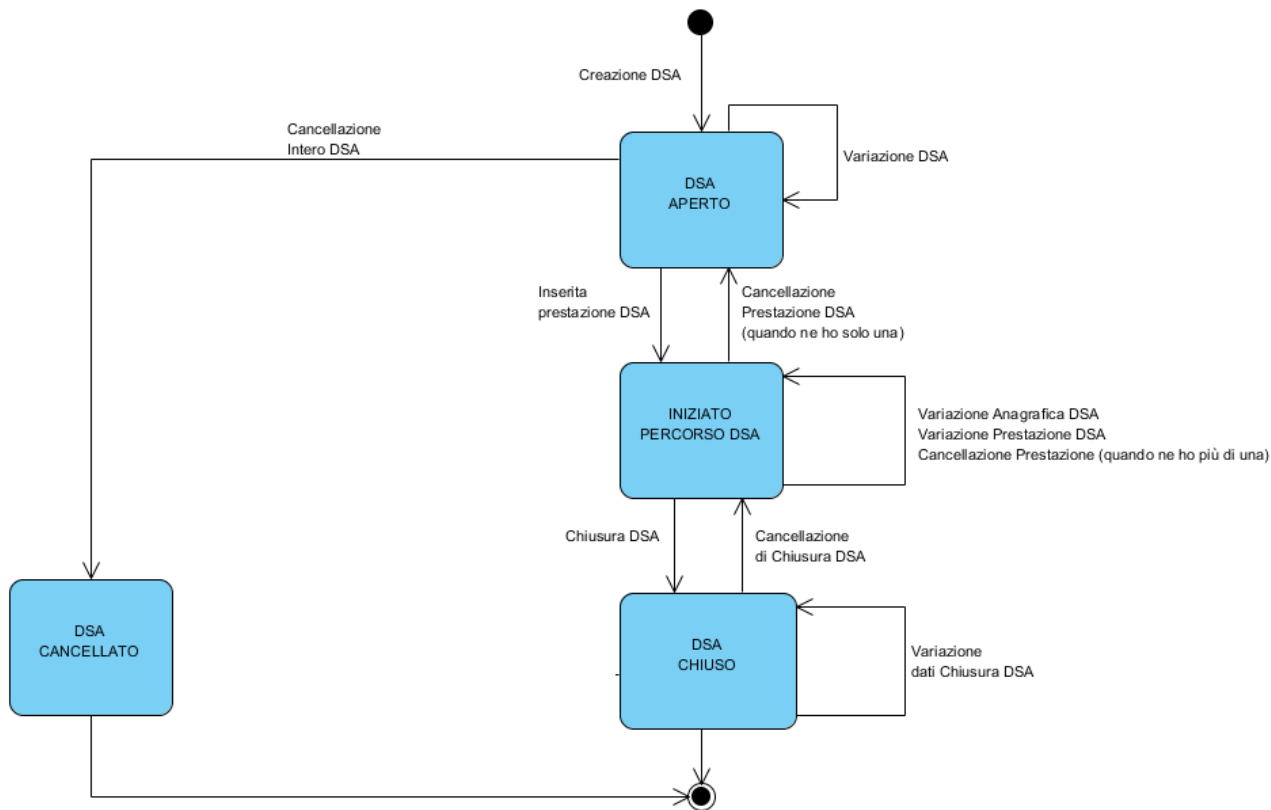 Creazione DSA
Cancellazione
Intero DSA
Variazione DSA
DSA
APERTO
Inserita
prestazione DSA
Cancellazione
Prestazione DSA
(quando ne ho solo una)
INIZIATO
PERCORSO DSA
Variazione Anagrafica DSA
Variazione Prestazione DSA
Cancellazione Prestazione (quando ne ho più di una)
Chiusura DSA
Cancellazione
di Chiusura DSA
DSA
CANCELLATO
DSA
CHIUSO
Variazione
dati Chiusura DSA